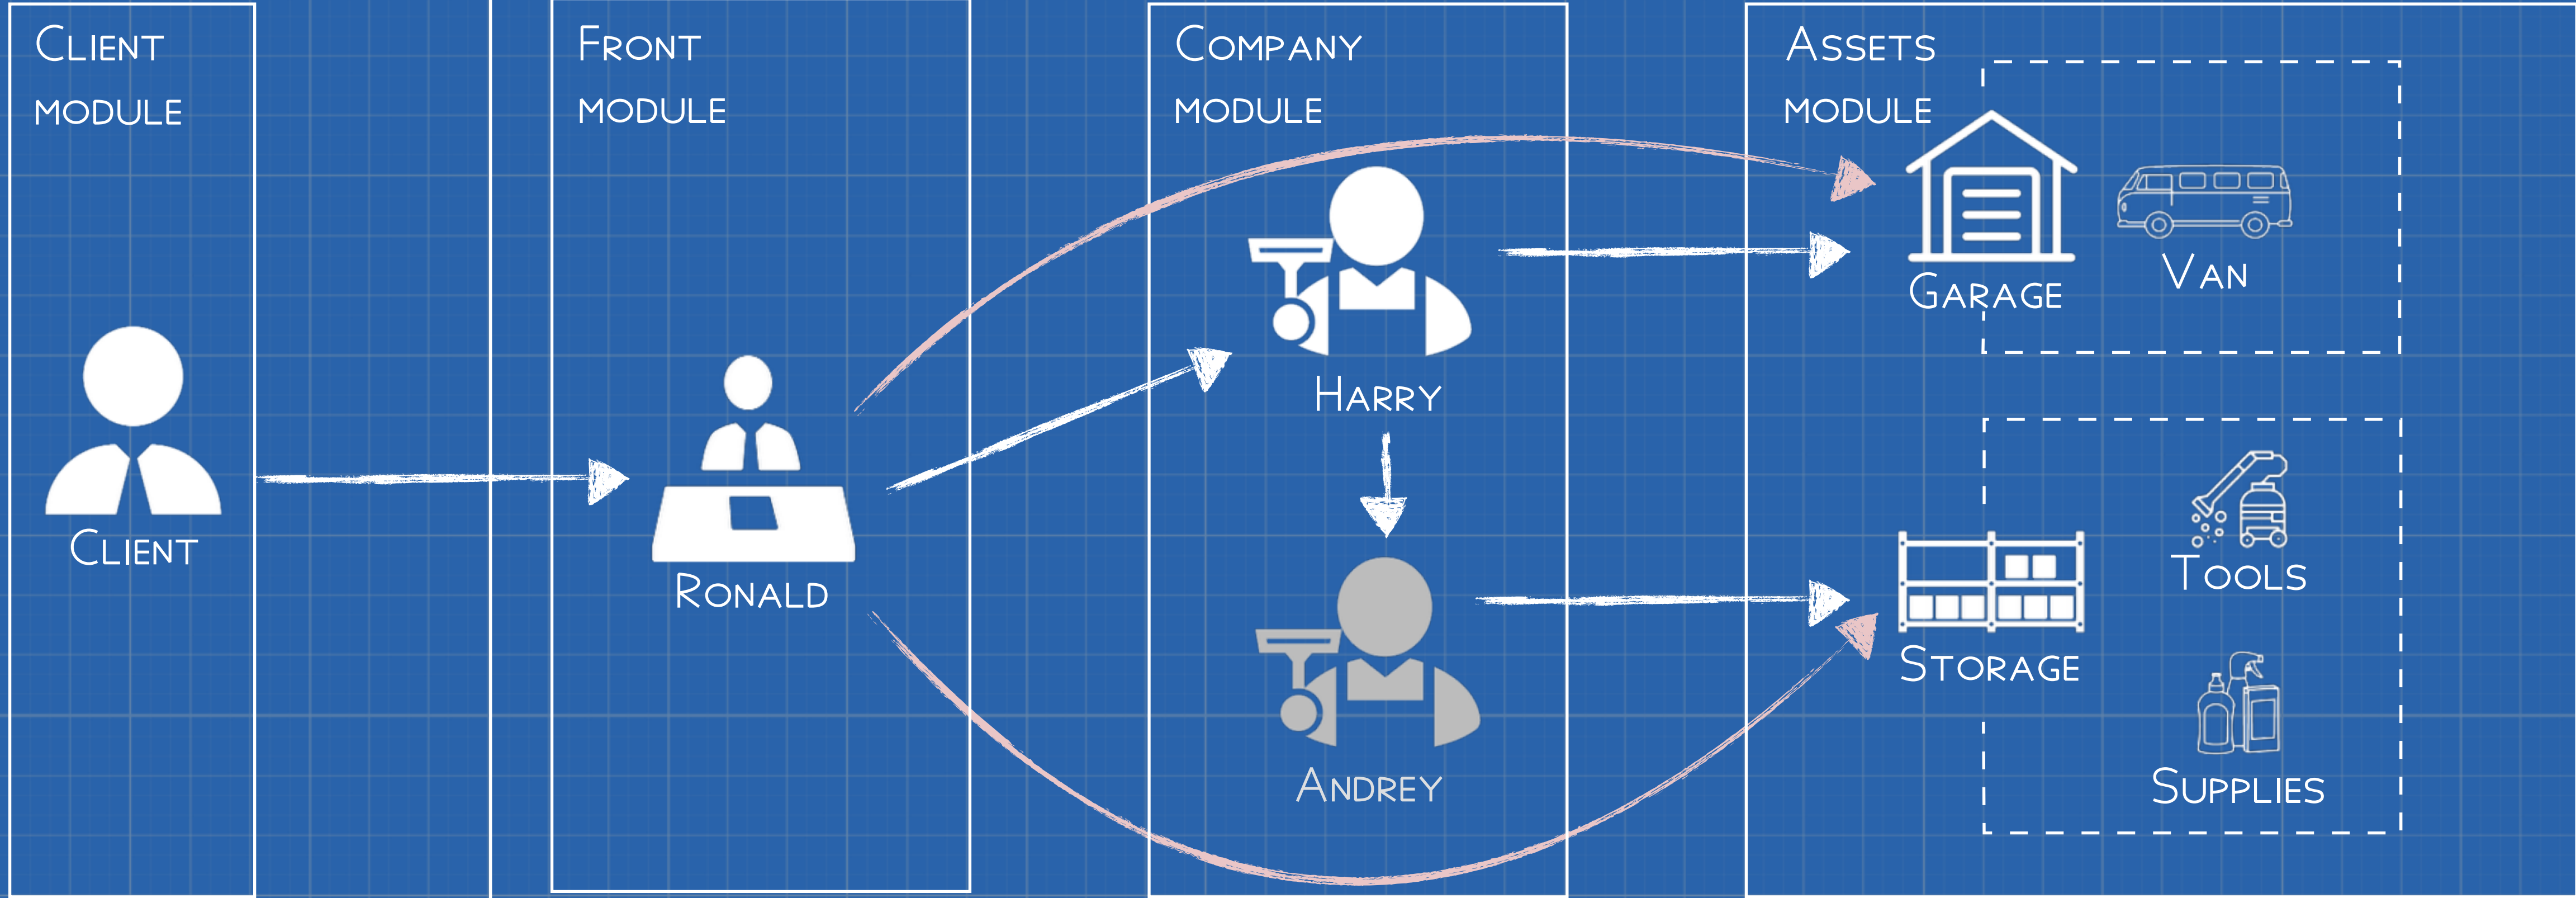 Client
module
Client
Front
module
Ronald
Company
module
Harry
Andrey
Assets
module
Garage
Van
Storage
Tools
Supplies